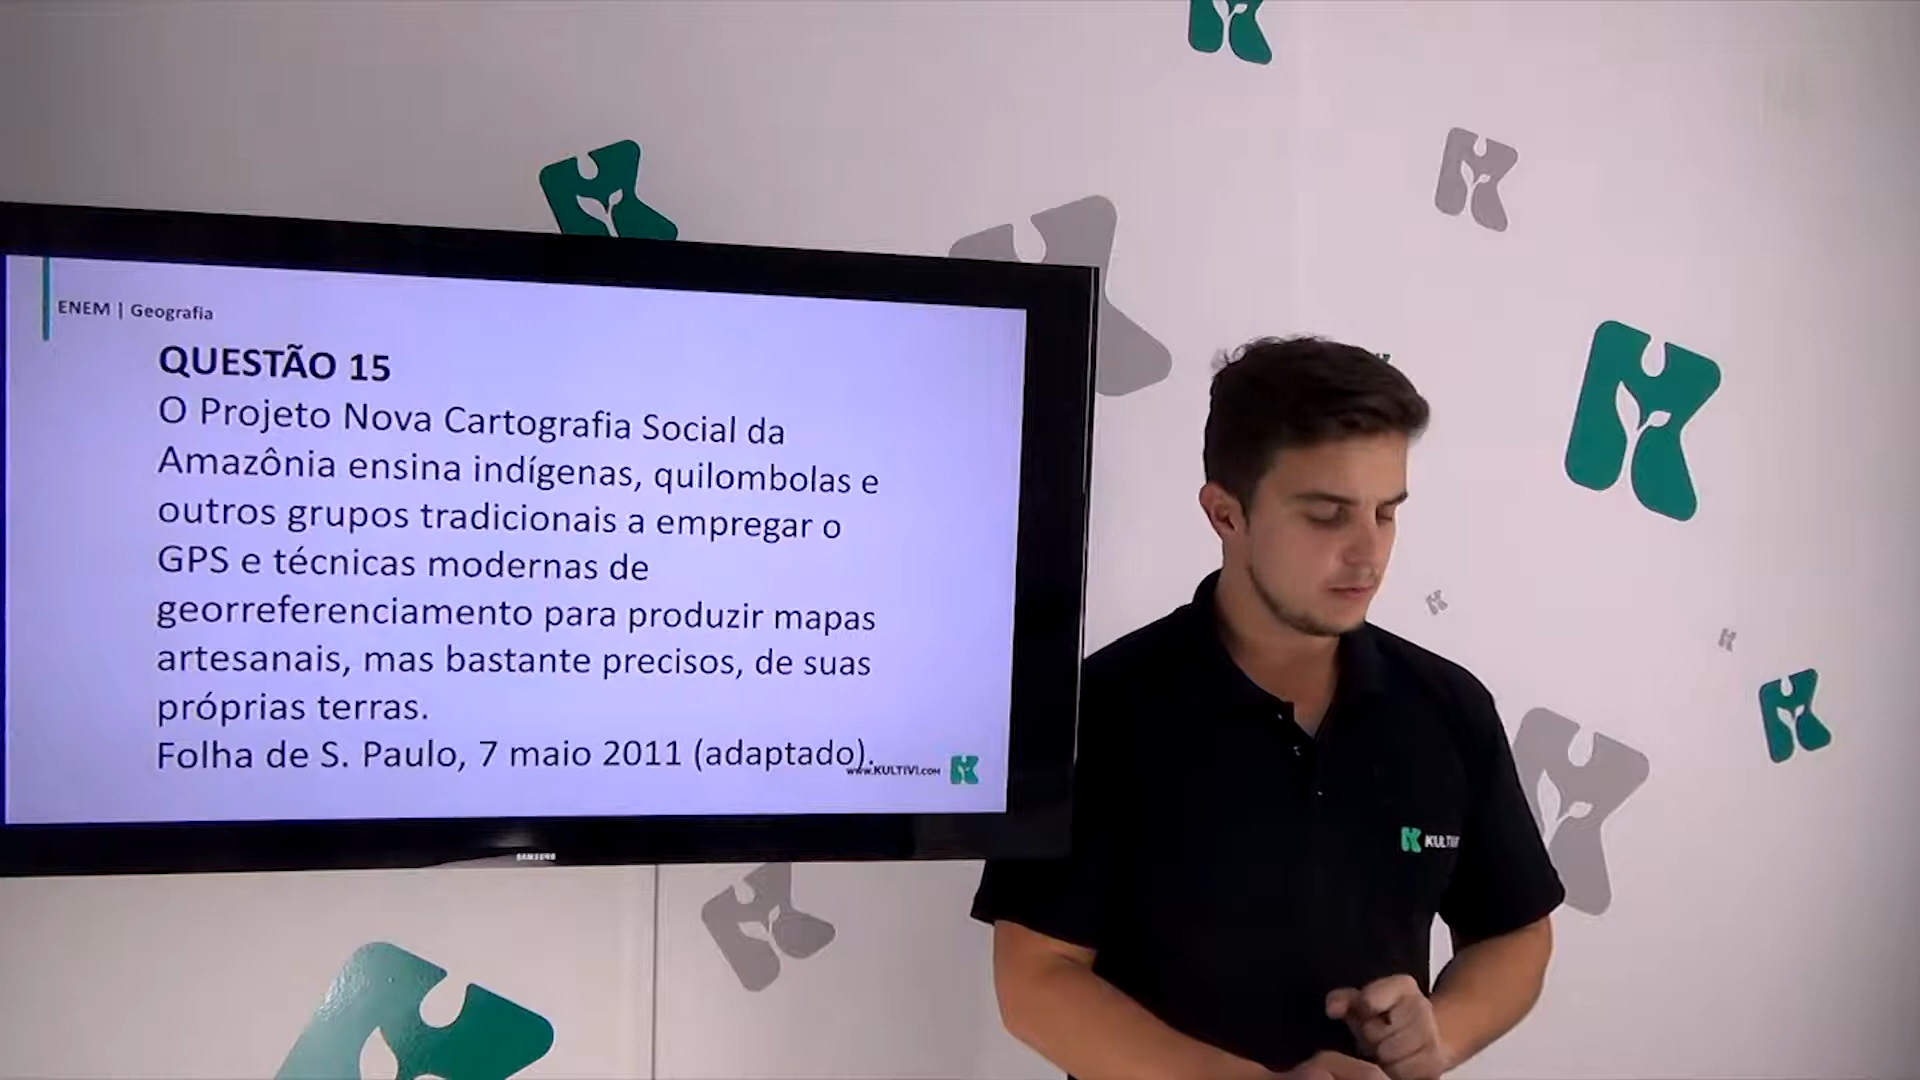 ENEM | Geografia
QUESTÃO 15
O Projeto Nova Cartografia Social da
Amazônia ensina indígenas, quilombolas e
outros grupos tradicionais a empregar o
GPS e técnicas modernas de
georreferenciamento para produzir mapas
artesanais, mas bastante precisos, de suas
próprias terras.
Folha de S. Paulo, 7 maio 2011 (adaptado).
www.KULTIVI.COM
SAMSUNG
KULTIVI